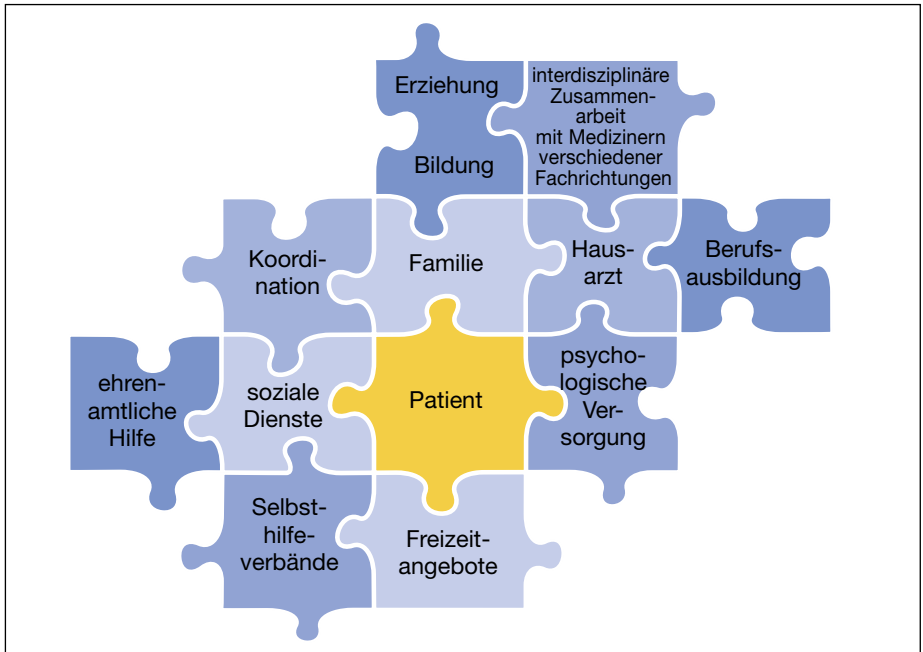 Erziehung
Bildung
interdisziplinäre
Zusammen-
arbeit
mit Medizinern
verschiedener
Fachrichtungen
Koordi-
nation
Familie
Haus-
arzt
Berufs-
ausbildung
ehren-
amtliche
Hilfe
soziale
Dienste
Patient
psycho-
logische
Ver-
sorgung
Selbst-
hilfe-
verbände
Freizeit-
angebote